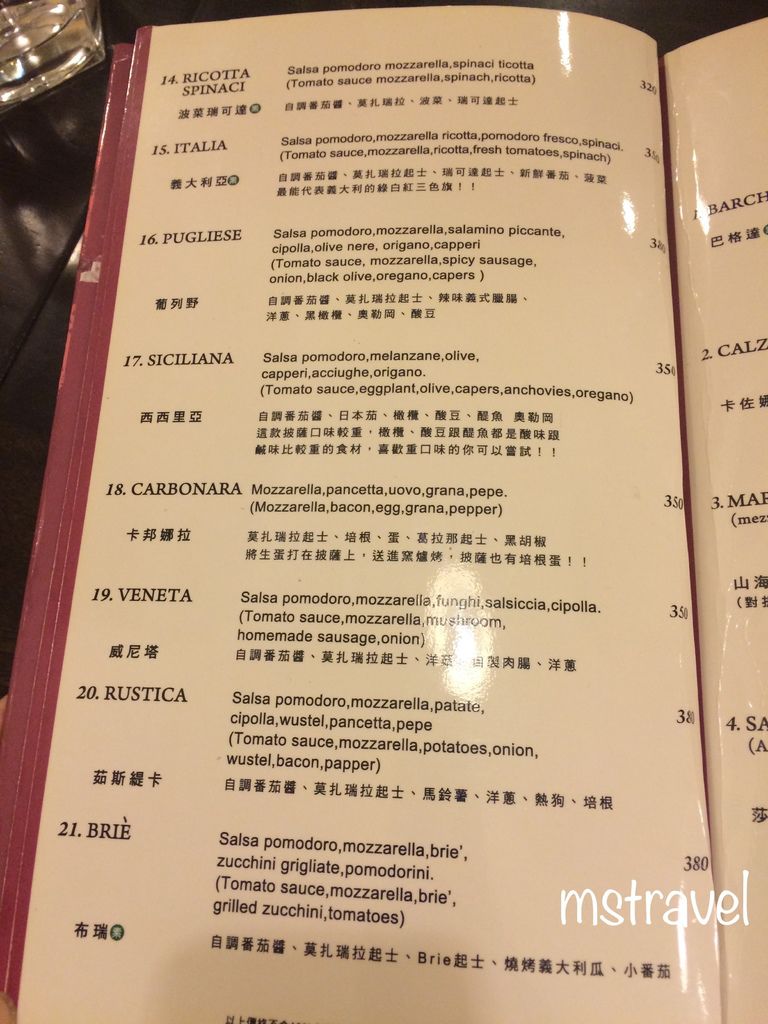 14. RICOTTA
SPINACI
Salsa pomodoro mozzarella,spinaci ticotta
(Tomato sauce mozzarella,spinach,ricotta)
320
波菜瑞可達素
自調番茄醬、莫扎瑞拉、波菜、瑞可達起士
15. ITALIA
Salsa pomodoro,mozzarella ricotta,pomodoro fresco,spinaci.
(Tomato sauce,mozzarella,ricotta,fresh tomatoes,spinach)
義大利亞素
自調番茄醬、莫扎瑞拉起士、瑞可達起士、新鮮番茄、菠菜
最能代表義大利的綠白紅三色旗！！
16. PUGLIESE
Salsa pomodoro,mozzarella,salamino piccante,
cipolla,olive nere, origano,capperi
(Tomato sauce, mozzarella,spicy sausage,
onion,black olive,oregano,capers )
380
葡列野
自調番茄醬、莫扎瑞拉起士、辣味義式臘腸、
洋蔥、黑橄欖、奧勒岡、酸豆
17. SICILIANA
Salsa pomodoro,melanzane,olive,
capperi,acciughe,origano.
(Tomato sauce,eggplant,olive,capers,anchovies,oregano)
350
西西里亞
自調番茄醬、日本茄、橄欖、酸豆、醍魚 奧勒岡
這款披薩口味較重，橄欖、酸豆跟醍魚都是酸味跟
鹹味比較重的食材，喜歡重口味的你可以嘗試！！
18. CARBONARA
Mozzarella,pancetta,uovo,grana,pepe.
(Mozzarella,bacon,egg,grana,pepper)
350
卡邦娜拉
莫扎瑞拉起士、培根、蛋、葛拉那起士、黑胡椒
將生蛋打在披薩上，送進窯爐烤，披薩也有培根蛋！！
19. VENETA
Salsa pomodoro,mozzarella,funghi,salsiccia,cipolla.
(Tomato sauce,mozzarella,mushroom,
homemade sausage,onion)
350
威尼塔
自調番茄醬、莫扎瑞拉起士、洋菇、自製肉腸、洋蔥
20. RUSTICA
Salsa pomodoro,mozzarella,patate,
cipolla,wustel,pancetta,pepe
(Tomato sauce,mozzarella,potatoes,onion,
wustel,bacon,papper)
380
茹斯緹卡
自調番茄醬、莫扎瑞拉起士、馬鈴薯、洋蔥、熱狗、培根
21. BRIÈ
Salsa pomodoro,mozzarella,brie',
zucchini grigliate,pomodorini.
(Tomato sauce,mozzarella,brie',
grilled zucchini,tomatoes)
380
布瑞素
自調番茄醬、莫扎瑞拉起士、Brie起士、燒烤義大利瓜、小番茄
BARCH
巴格達
2. CALZ
卡佐娜
3. MAR
(mez
山海
(對
4. SA
(A
莎
mstravel